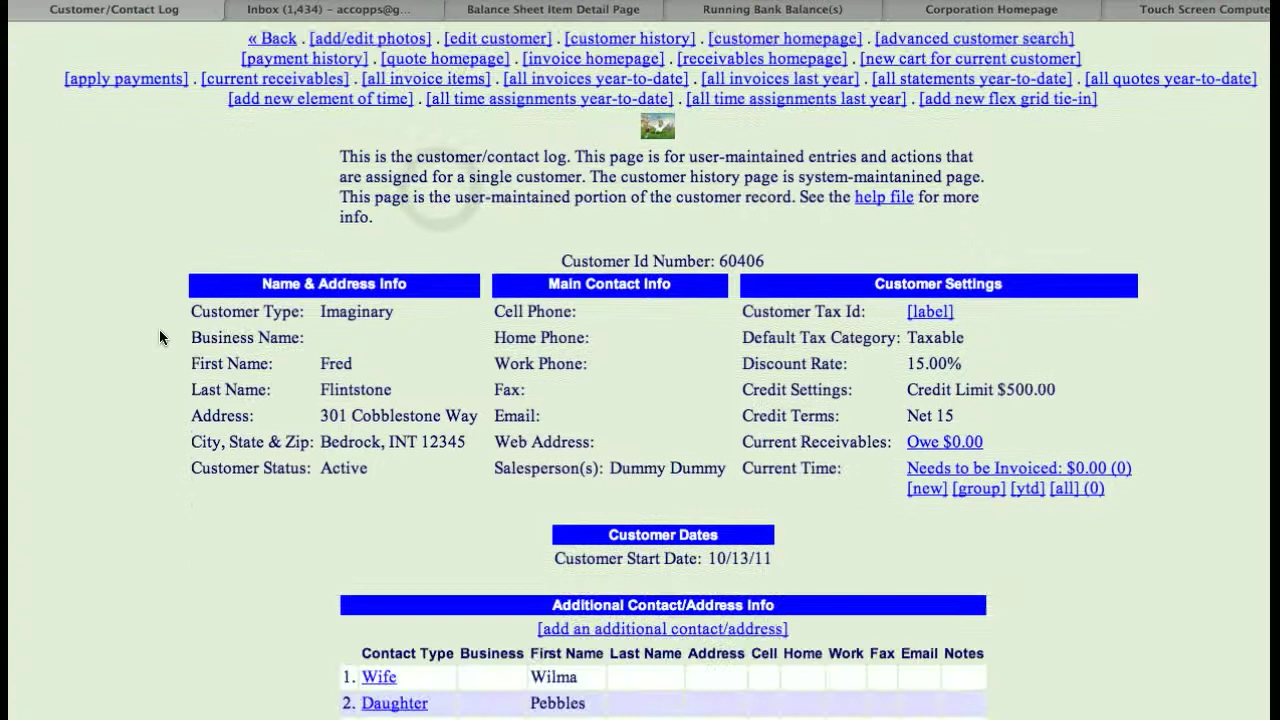 Customer/Contact Log Inbox (1,434) – accopps@g... Balance Sheet Item Detail Page Running Bank Balance(s) Corporation Homepage Touch Screen Compute
« Back . [add/edit photos] . [edit customer] . [customer history] . [customer homepage] . [advanced customer search]
[payment history] . [quote homepage] . [invoice homepage] . [receivables homepage] . [new cart for current customer]
[apply payments] . [current receivables] . [all invoice items] . [all invoices year-to-date] . [all invoices last year] . [all statements year-to-date] . [all quotes year-to-date]
[add new element of time] . [all time assignments year-to-date] . [all time assignments last year] . [add new flex grid tie-in]
This is the customer/contact log. This page is for user-maintained entries and actions that
are assigned for a single customer. The customer history page is system-maintanined page.
This page is the user-maintained portion of the customer record. See the help file for more
info.
Customer Id Number: 60406
Name & Address Info Main Contact Info Customer Settings
Customer Type: Imaginary Cell Phone: Customer Tax Id: [label]
Business Name: Home Phone: Default Tax Category: Taxable
First Name: Fred Work Phone: Discount Rate: 15.00%
Last Name: Flintstone Fax: Credit Settings: Credit Limit $500.00
Address: 301 Cobblestone Way Email: Credit Terms: Net 15
City, State & Zip: Bedrock, INT 12345 Web Address: Current Receivables: Owe $0.00
Customer Status: Active Salesperson(s): Dummy Dummy Current Time: Needs to be Invoiced: $0.00 (0)
[new] [group] [ytd] [all] (0)
Customer Dates
Customer Start Date: 10/13/11
Additional Contact/Address Info
[add an additional contact/address]
Contact Type Business First Name Last Name Address Cell Home Work Fax Email Notes
1. Wife Wilma
2. Daughter Pebbles